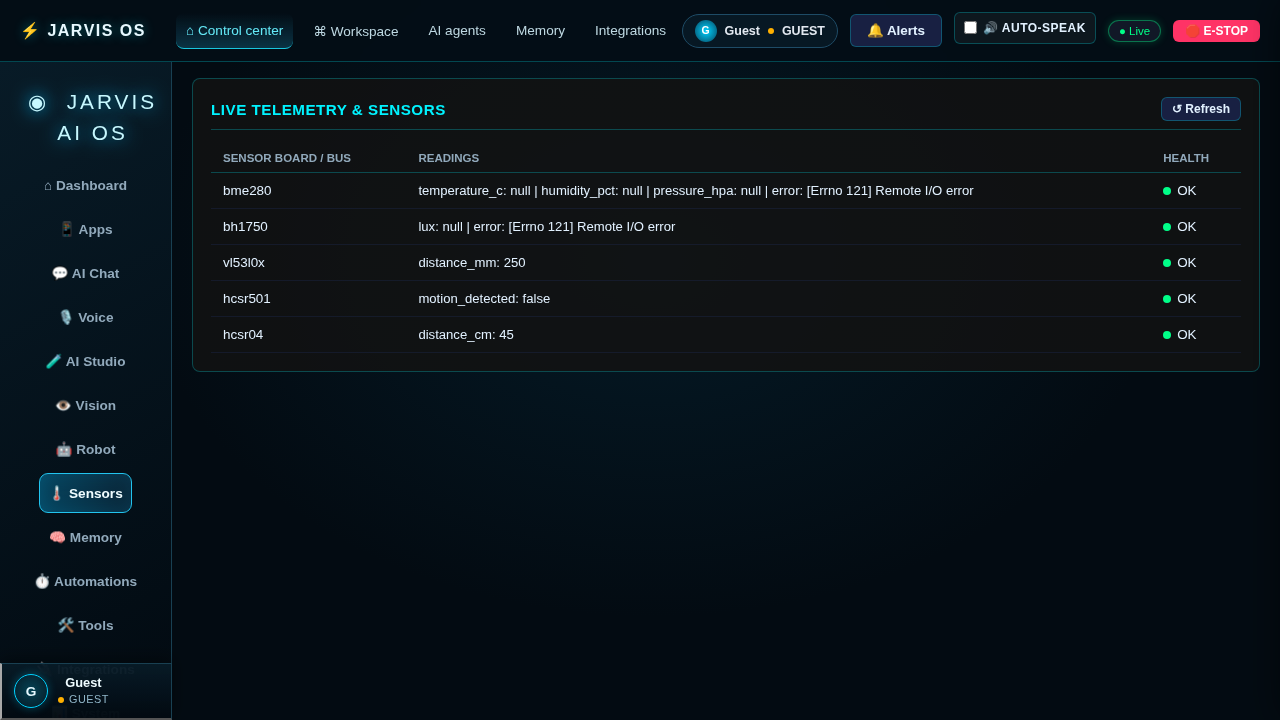 ⚡ JARVIS OS
⌂ Control center
⌘ Workspace
AI agents
Memory
Integrations
G Guest ● GUEST
🔔 Alerts
🔊 AUTO-SPEAK
● Live
🛑 E-STOP
◉ JARVIS
AI OS
⌂ Dashboard
📱 Apps
💬 AI Chat
🎙️ Voice
🧪 AI Studio
👁️ Vision
🤖 Robot
🌡️ Sensors
🧠 Memory
⏱️ Automations
🛠️ Tools
Integrations
G
Guest
● GUEST
LIVE TELEMETRY & SENSORS
↺ Refresh
SENSOR BOARD / BUS READINGS HEALTH
bme280 temperature_c: null | humidity_pct: null | pressure_hpa: null | error: [Errno 121] Remote I/O error ● OK
bh1750 lux: null | error: [Errno 121] Remote I/O error ● OK
vl53l0x distance_mm: 250 ● OK
hcsr501 motion_detected: false ● OK
hcsr04 distance_cm: 45 ● OK